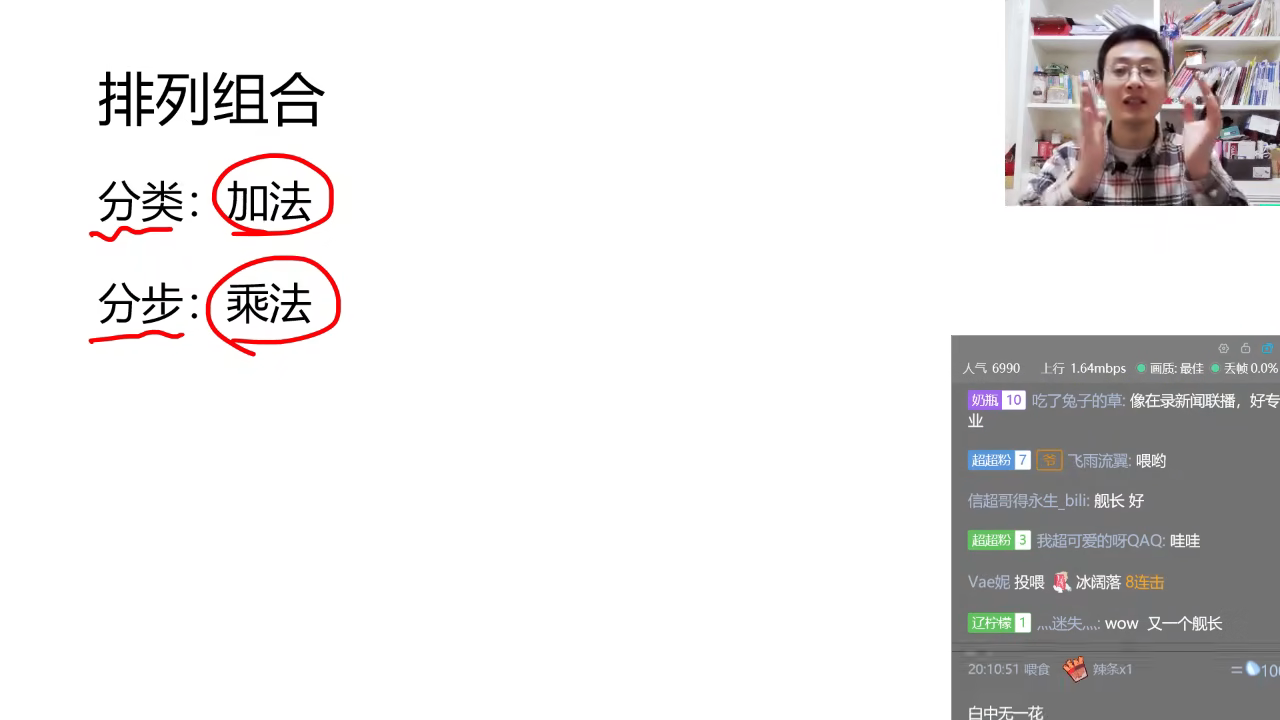 排列组合
分类：加法
分步：乘法
人气 6990 上行 1.64mbps 画质: 最佳 丢帧 0.0%
奶瓶 10 吃了兔子的草: 像在录新闻联播，好专
业
超超粉 7 爷 飞雨流翼: 喂哟
信超哥得永生_bili: 舰长 好
超超粉 3 我超可爱的呀QAQ: 哇哇
Vae妮 投喂 冰阔落 8连击
辽柠檬 1 灬迷失灬: wow 又一个舰长
20:10:51 喂食 辣条x1 = 100
白中无一花